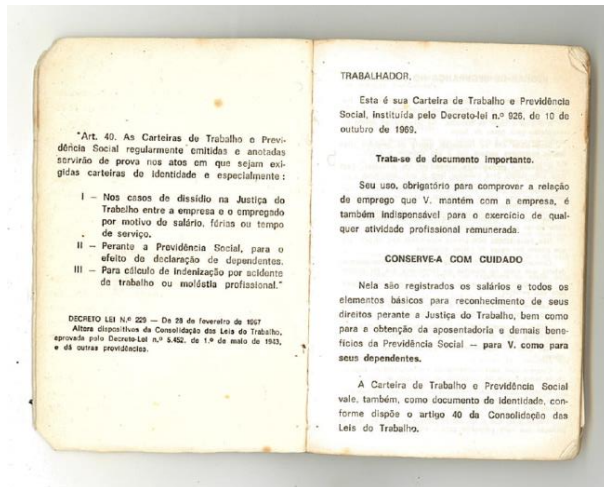 "Art. 40. As Carteiras de Trabalho e Previ-
dência Social regularmente emitidas e anotadas
servirão de prova nos atos em que sejam exi-
gidas carteiras de identidade e especialmente:
I — Nos casos de dissídio na Justiça do
Trabalho entre a empresa e o empregado
por motivo de salário, férias ou tempo
de serviço.
II — Perante a Previdência Social, para o
efeito de declaração de dependentes.
III — Para cálculo de indenização por acidente
de trabalho ou moléstia profissional."
DECRETO LEI N.º 229 — De 28 de fevereiro de 1967
Altera dispositivos da Consolidação das Leis do Trabalho,
aprovada pelo Decreto-Lei n.º 5.452, de 1.º de maio de 1943,
e dá outras providências.
TRABALHADOR,
Esta é sua Carteira de Trabalho e Previdência
Social, instituída pelo Decreto-lei n.º 926, de 10 de
outubro de 1969.
Trata-se de documento importante.
Seu uso, obrigatório para comprovar a relação
de emprego que V. mantém com a empresa, é
também indispensável para o exercício de qual-
quer atividade profissional remunerada.
CONSERVE-A COM CUIDADO
Nela são registrados os salários e todos os
elementos básicos para reconhecimento de seus
direitos perante a Justiça do Trabalho, bem como
para a obtenção da aposentadoria e demais bene-
fícios da Previdência Social — para V. como para
seus dependentes.
A Carteira de Trabalho e Previdência Social
vale, também, como documento de identidade, con-
forme dispõe o artigo 40 da Consolidação das
Leis do Trabalho.